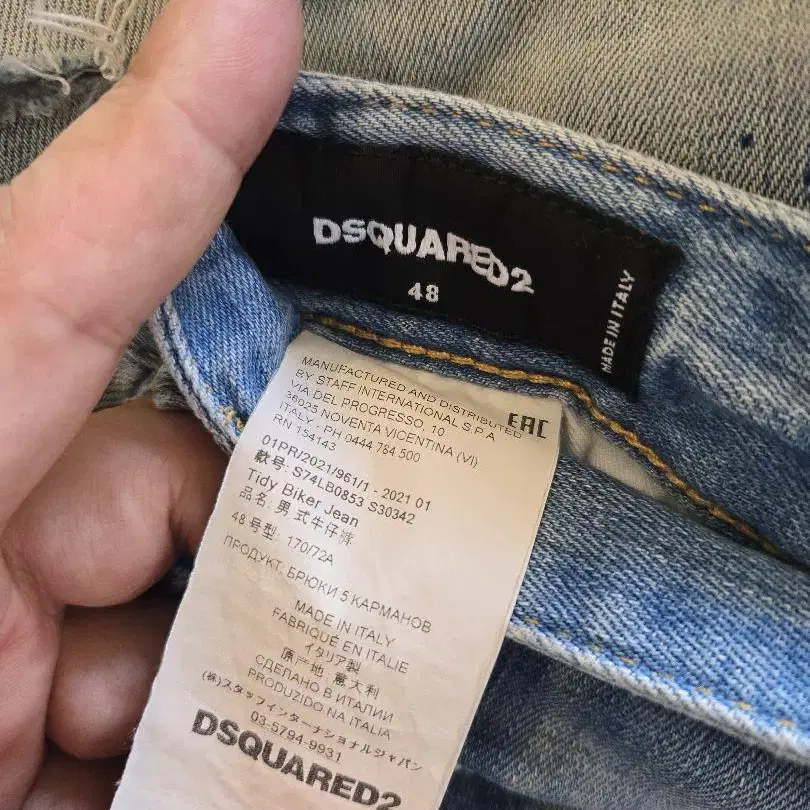 DSQUARED2
48
MADE IN ITALY
MANUFACTURED AND DISTRIBUTED
BY STAFF INTERNATIONAL S.P.A
VIA DEL PROGRESSO, 10
36025 NOVENTA VICENTINA (VI)
ITALY - PH 0444 784 500
RN 154143
EAC
01PR/2021/961/1 - 2021 01
款号: S74LB0853 S30342
Tidy Biker Jean
品名: 男式牛仔裤
48 号型: 170/72A
ПРОДУКТ: БРЮКИ 5 КАРМАНОВ
MADE IN ITALY
FABRIQUÉ EN ITALIE
イタリア製
原产地 意大利
СДЕЛАНО В ИТАЛИИ
PRODUZIDO NA ITALIA
(株)スタッフインターナショナルジャパン
03-5794-9931
DSQUARED2